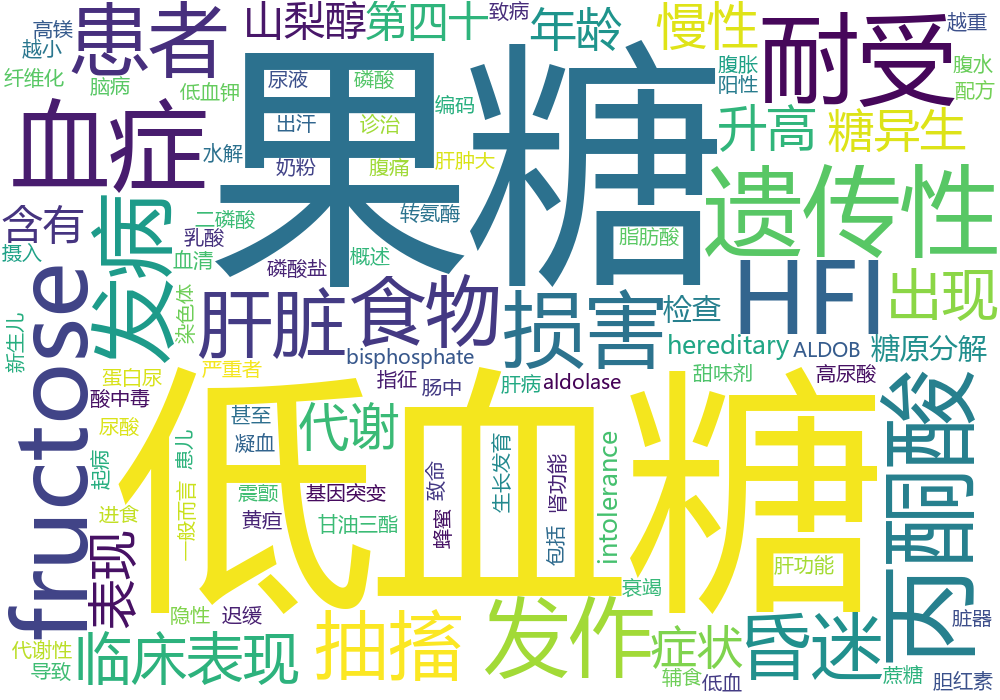 高镁
患者
山梨醇
第四十
致病
年龄
慢性
耐受
越重
越小
纤维化
脑病
低血钾
尿液
磷酸
果糖
腹胀
阳性
腹水
配方
血症
出汗
诊治
编码
升高
糖异生
水解
奶粉
腹痛
肝肿大
遗传性
含有
发病
二磷酸
转氨酶
脂肪酸
摄入
乳酸
血清
磷酸盐
概述
fructose
染色体
肝脏
食物
损害
检查
HFI
出现
新生儿
bisphosphate
hereditary
ALDOB
糖原分解
蛋白尿
严重者
指征
肠中
肝病
aldolase
甜味剂
高尿酸
酸中毒
尿酸
甚至
凝血
代谢
低血糖
丙酮酸
起病
患儿
生长发育
intolerance
进食
一般而言
震颤
基因突变
致命
肾功能
黄疸
甘油三酯
蜂蜜
包括
表现
肝功能
衰竭
隐性
迟缓
脏器
代谢性
导致
临床表现
抽搐
发作
症状
昏迷
辅食
低血
蔗糖
胆红素